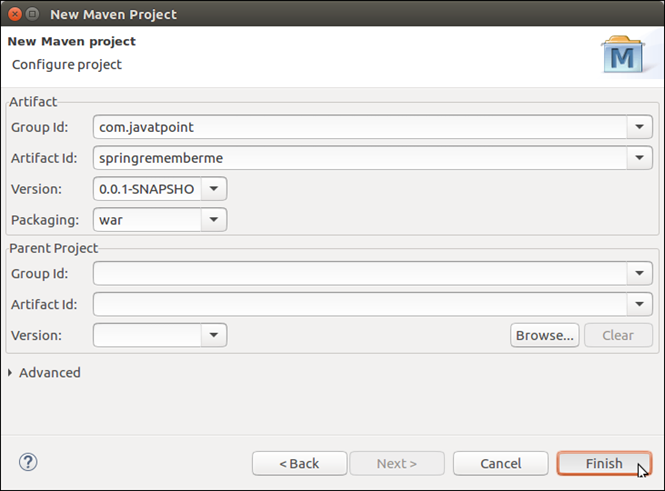 New Maven Project
New Maven project
Configure project
M
Artifact
Group Id: com.javatpoint
Artifact Id: springrememberme
Version: 0.0.1-SNAPSHO
Packaging: war
Parent Project
Group Id:
Artifact Id:
Version: Browse... Clear
Advanced
? < Back Next > Cancel Finish